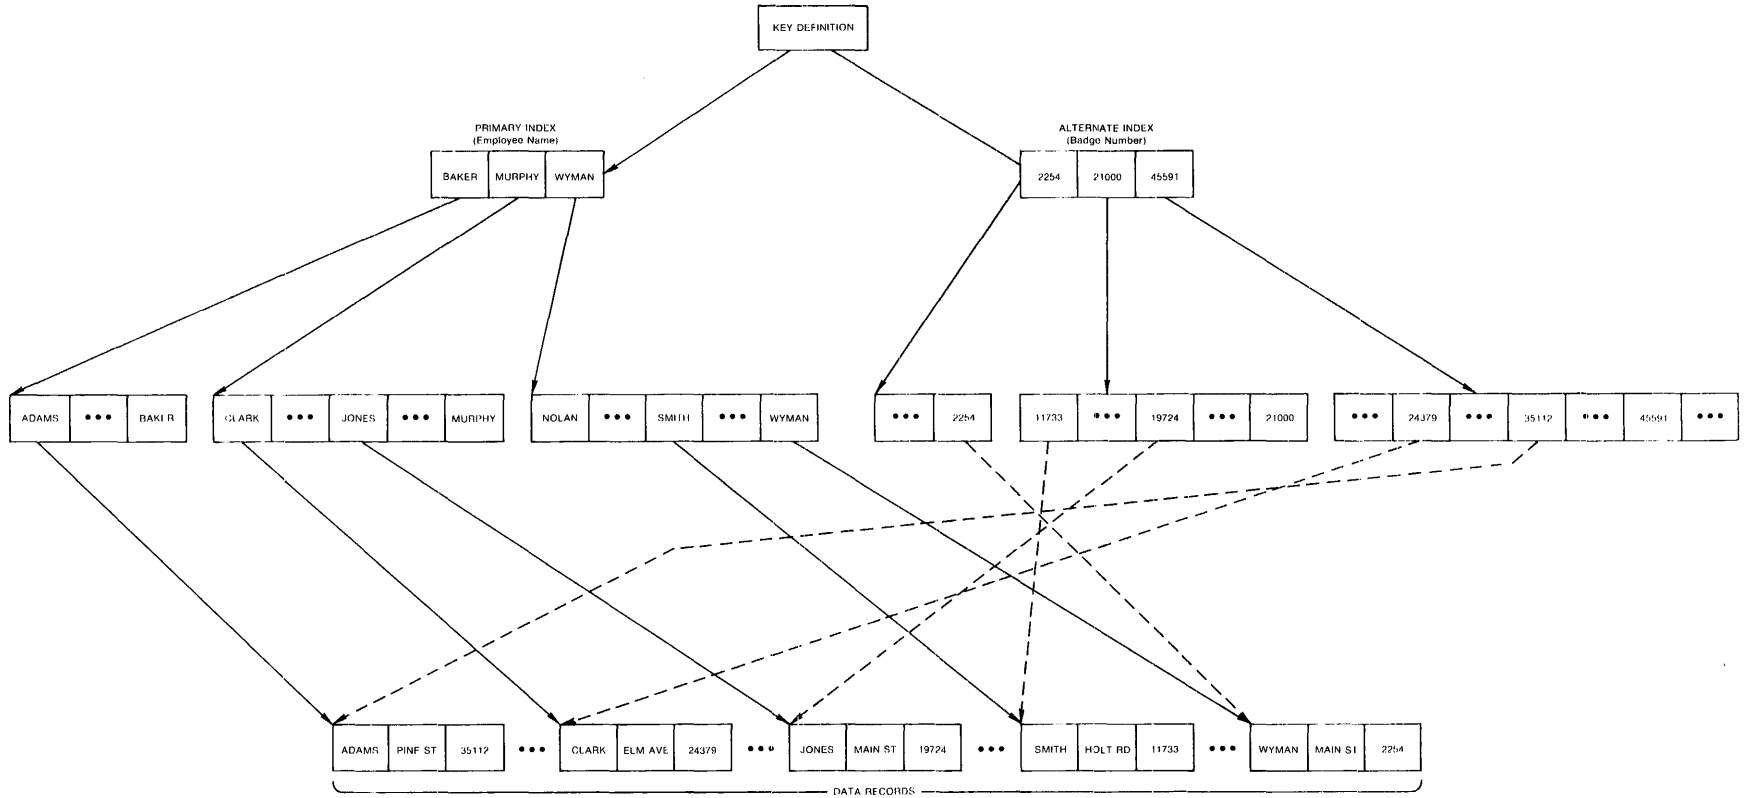 KEY DEFINITION
PRIMARY INDEX
(Employee Name)
ALTERNATE INDEX
(Badge Number)
BAKER MURPHY WYMAN
2254 21000 45591
ADAMS ••• BAKER
CLARK ••• JONES ••• MURPHY
NOLAN ••• SMITH ••• WYMAN
••• 2254
11733 ••• 19724 ••• 21000
••• 24379 ••• 35112 ••• 45591 •••
ADAMS PINE ST 35112 ••• CLARK ELM AVE 24379 ••• JONES MAIN ST 19724 ••• SMITH HOLT RD 11733 ••• WYMAN MAIN ST 2254
DATA RECORDS